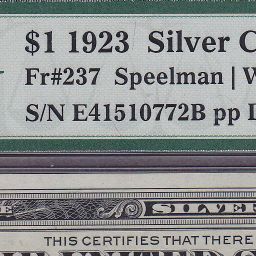 $1 1923 Silver C
Fr#237 Speelman | W
S/N E41510772B pp
SILVER
THIS CERTIFIES THAT THERE